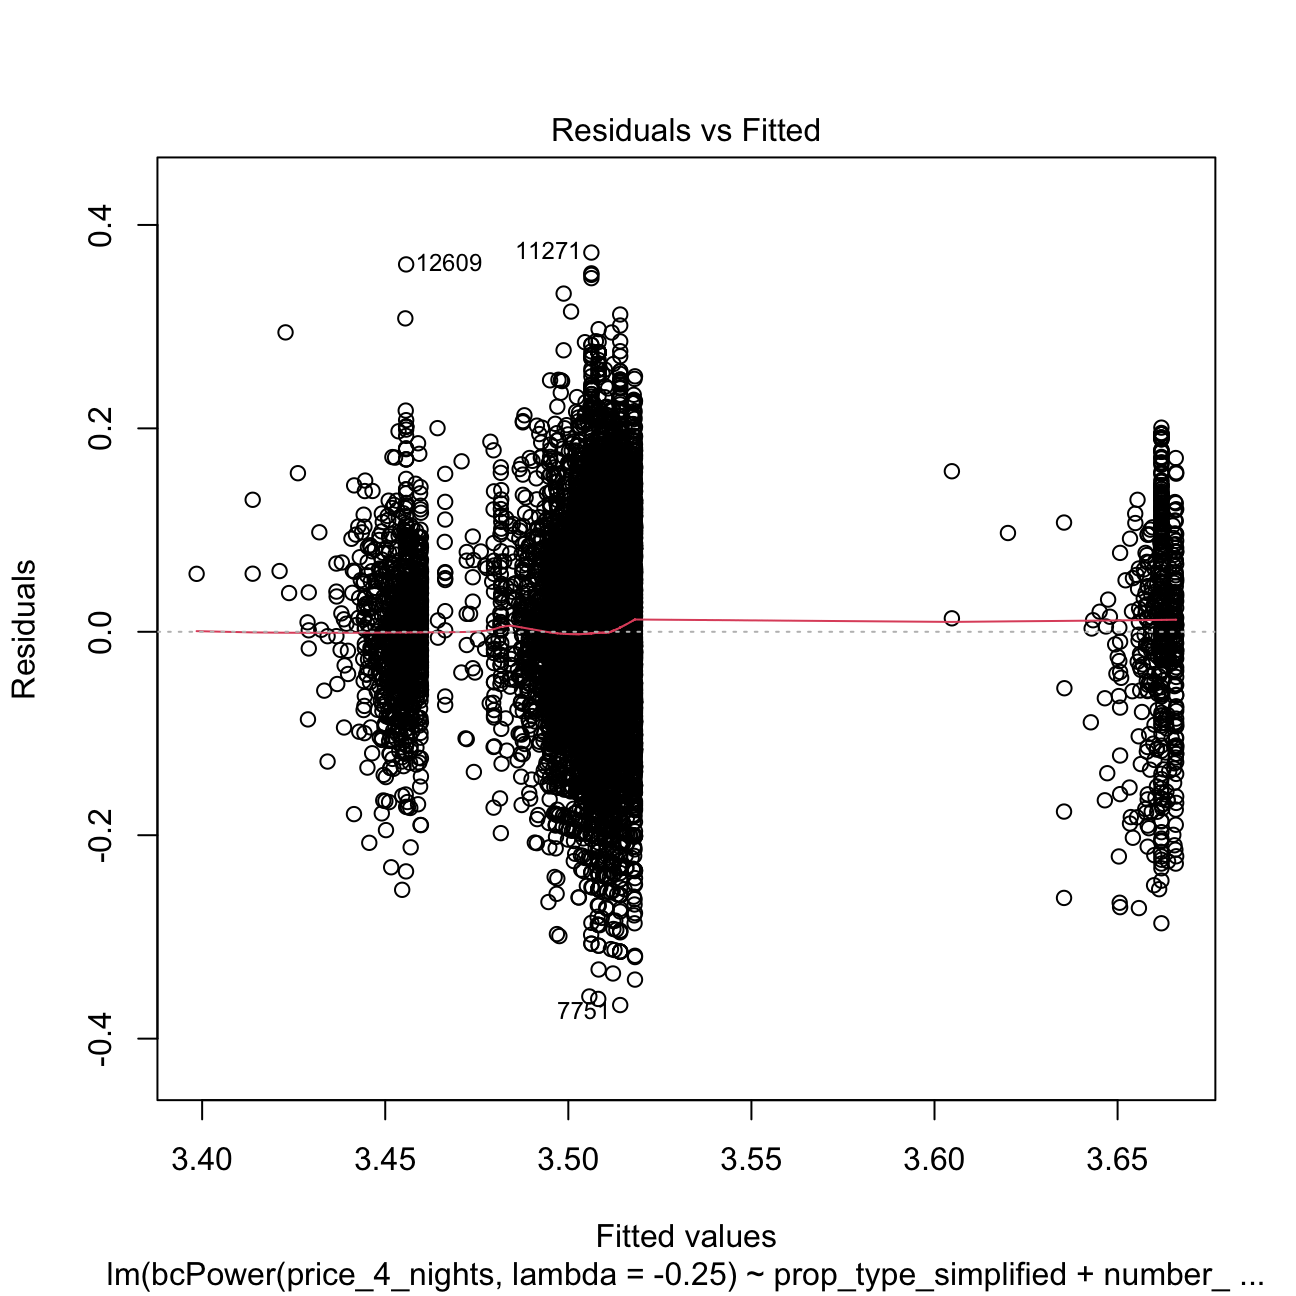 Residuals vs Fitted
0.4
12609
11271
0.2
Residuals
0.0
-0.2
7751
-0.4
3.40 3.45 3.50 3.55 3.60 3.65
Fitted values
lm(bcPower(price_4_nights, lambda = -0.25) ~ prop_type_simplified + number_ ...